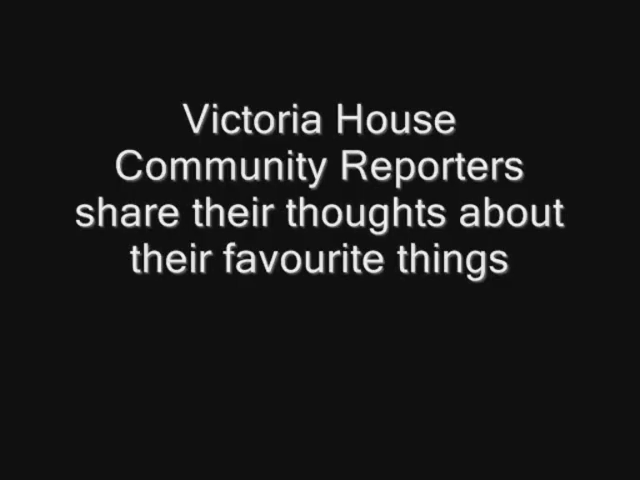 Victoria House
Community Reporters
share their thoughts about
their favourite things